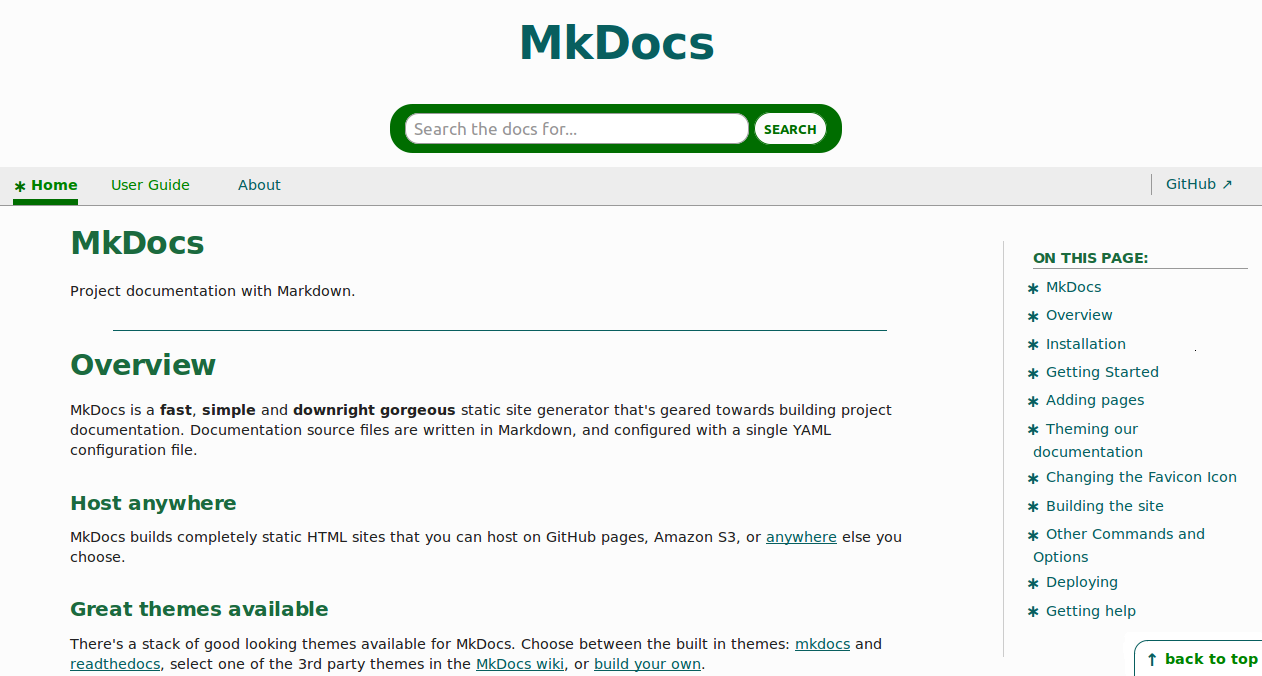 MkDocs
Search the docs for...
SEARCH
∗ Home
User Guide
About
GitHub ↗
MkDocs
Project documentation with Markdown.
Overview
MkDocs is a fast, simple and downright gorgeous static site generator that's geared towards building project
documentation. Documentation source files are written in Markdown, and configured with a single YAML
configuration file.
Host anywhere
MkDocs builds completely static HTML sites that you can host on GitHub pages, Amazon S3, or anywhere else you
choose.
Great themes available
There's a stack of good looking themes available for MkDocs. Choose between the built in themes: mkdocs and
readthedocs, select one of the 3rd party themes in the MkDocs wiki, or build your own.
ON THIS PAGE:
∗ MkDocs
∗ Overview
∗ Installation
∗ Getting Started
∗ Adding pages
∗ Theming our
documentation
∗ Changing the Favicon Icon
∗ Building the site
∗ Other Commands and
Options
∗ Deploying
∗ Getting help
↑ back to top